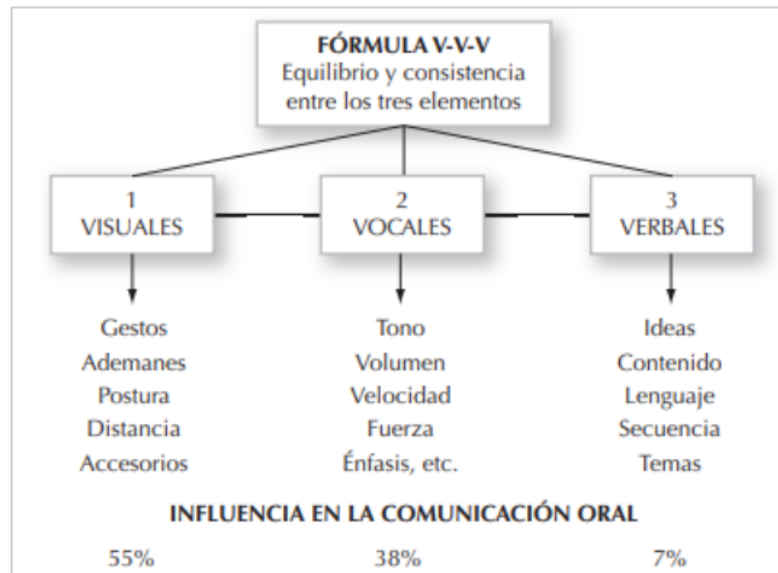 FÓRMULA V-V-V
Equilibrio y consistencia
entre los tres elementos
1
VISUALES
2
VOCALES
3
VERBALES
Gestos
Ademanes
Postura
Distancia
Accesorios
Tono
Volumen
Velocidad
Fuerza
Énfasis, etc.
Ideas
Contenido
Lenguaje
Secuencia
Temas
INFLUENCIA EN LA COMUNICACIÓN ORAL
55% 38% 7%